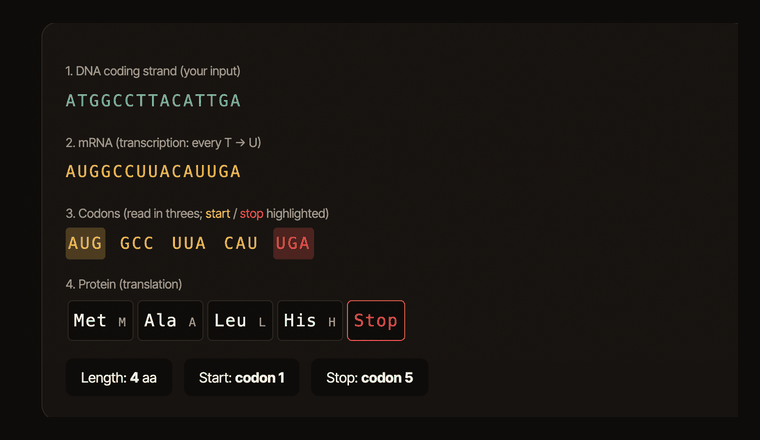 1. DNA coding strand (your input)
ATGGCCTTACATTGA
2. mRNA (transcription: every T → U)
AUGGCCUUACAUUGA
3. Codons (read in threes; start / stop highlighted)
AUG GCC UUA CAU UGA
4. Protein (translation)
Met M Ala A Leu L His H Stop
Length: 4 aa Start: codon 1 Stop: codon 5